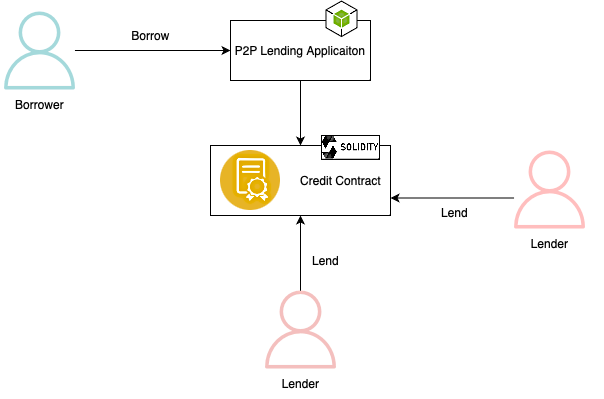 Borrow
P2P Lending Applicaiton
Borrower
SOLIDITY
Credit Contract
Lend
Lender
Lend
Lender